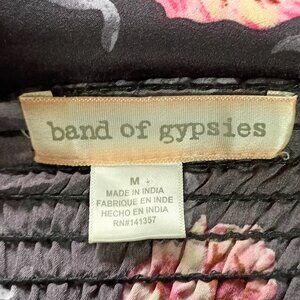 band of gypsies
M
MADE IN INDIA
FABRIQUE EN INDE
HECHO EN INDIA
RN#141357